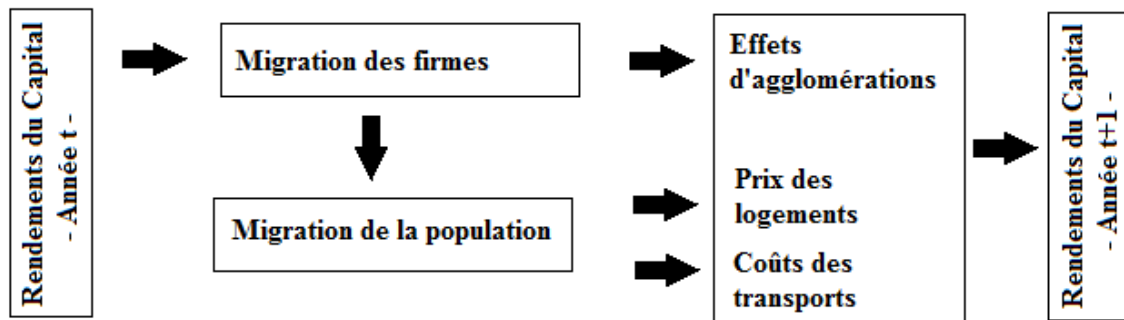 Rendements du Capital
- Année t -
Migration des firmes
Migration de la population
Effets
d'agglomérations
Prix des
logements
Coûts des
transports
Rendements du Capital
- Année t+1 -